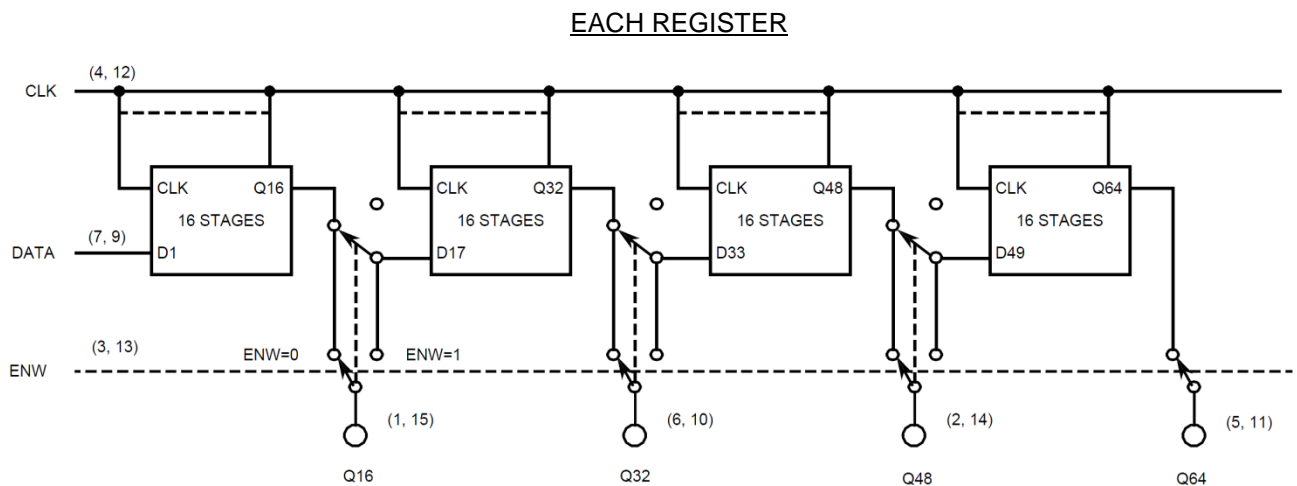 EACH REGISTER
(4, 12)
CLK
CLK Q16 CLK Q32 CLK Q48 CLK Q64
16 STAGES 16 STAGES 16 STAGES 16 STAGES
(7, 9)
DATA D1 D17 D33 D49
(3, 13) ENW=0 ENW=1
ENW
(1, 15) (6, 10) (2, 14) (5, 11)
Q16 Q32 Q48 Q64